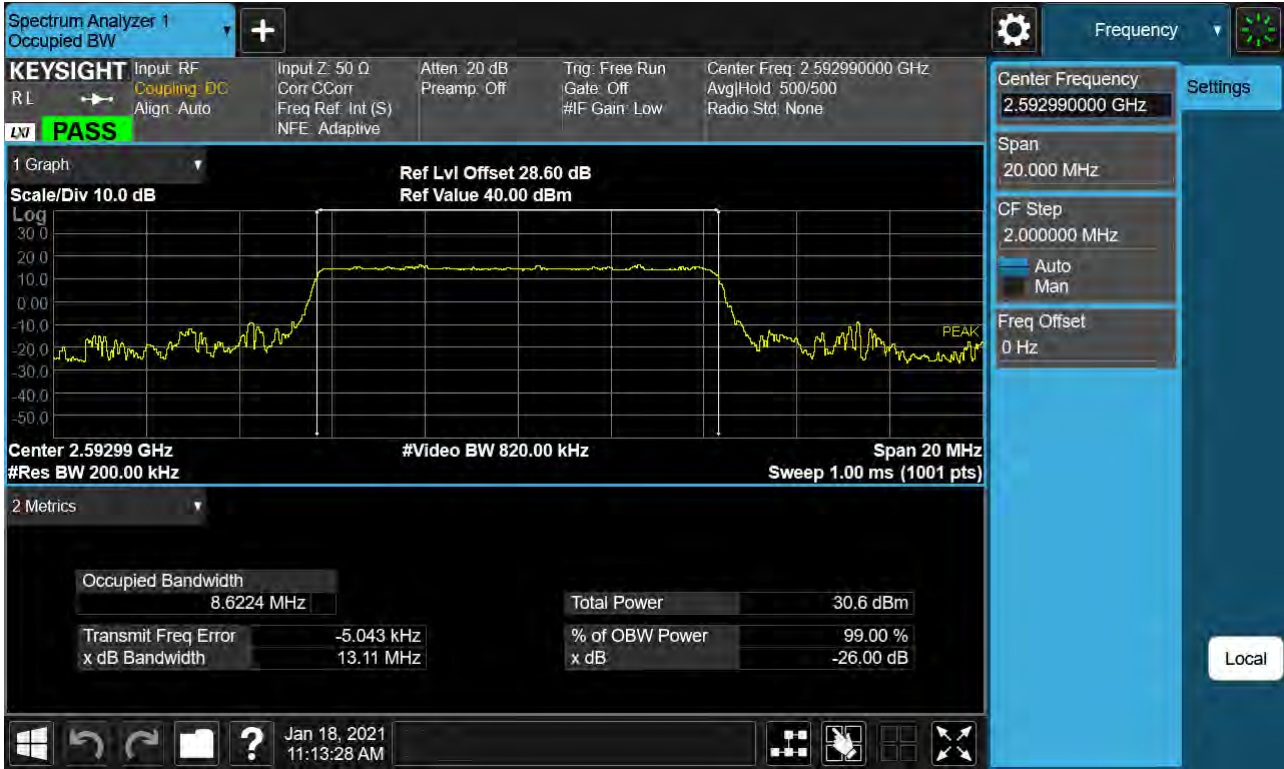 Spectrum Analyzer 1
Occupied BW
Frequency
KEYSIGHT
R L
LXI
PASS
Input: RF
Coupling: DC
Align: Auto
Input Z: 50 Ω
Corr CCorr
Freq Ref: Int (S)
NFE: Adaptive
Atten: 20 dB
Preamp: Off
Trig: Free Run
Gate: Off
#IF Gain: Low
Center Freq: 2.592990000 GHz
Avg|Hold: 500/500
Radio Std: None
1 Graph
Scale/Div 10.0 dB
Ref Lvl Offset 28.60 dB
Ref Value 40.00 dBm
Log
30.0
20.0
10.0
0.00
-10.0
-20.0
-30.0
-40.0
-50.0
PEAK
Center 2.59299 GHz
#Video BW 820.00 kHz
Span 20 MHz
#Res BW 200.00 kHz
Sweep 1.00 ms (1001 pts)
2 Metrics
Occupied Bandwidth
8.6224 MHz
Total Power 30.6 dBm
Transmit Freq Error -5.043 kHz
% of OBW Power 99.00 %
x dB Bandwidth 13.11 MHz
x dB -26.00 dB
Center Frequency
2.592990000 GHz
Settings
Span
20.000 MHz
CF Step
2.000000 MHz
Auto
Man
Freq Offset
0 Hz
Local
?
Jan 18, 2021
11:13:28 AM